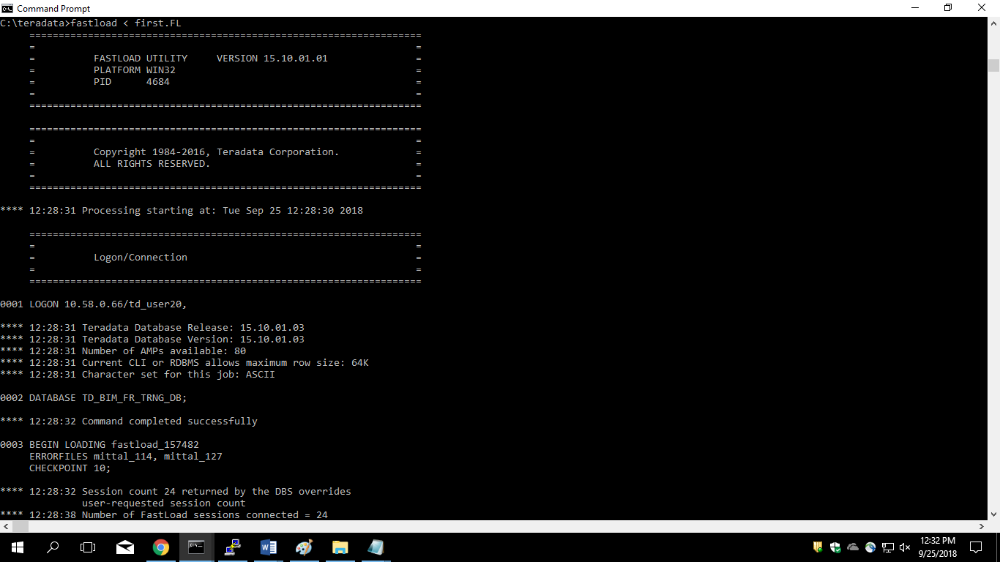 Command Prompt
C:\teradata>fastload < first.FL
===================================================================
= =
= FASTLOAD UTILITY VERSION 15.10.01.01 =
= PLATFORM WIN32 =
= PID 4684 =
= =
===================================================================
===================================================================
= =
= Copyright 1984-2016, Teradata Corporation. =
= ALL RIGHTS RESERVED. =
= =
===================================================================
**** 12:28:31 Processing starting at: Tue Sep 25 12:28:30 2018
===================================================================
= =
= Logon/Connection =
= =
===================================================================
0001 LOGON 10.58.0.66/td_user20,
**** 12:28:31 Teradata Database Release: 15.10.01.03
**** 12:28:31 Teradata Database Version: 15.10.01.03
**** 12:28:31 Number of AMPs available: 80
**** 12:28:31 Current CLI or RDBMS allows maximum row size: 64K
**** 12:28:31 Character set for this job: ASCII
0002 DATABASE TD_BIM_FR_TRNG_DB;
**** 12:28:32 Command completed successfully
0003 BEGIN LOADING fastload_157482
ERRORFILES mittal_114, mittal_127
CHECKPOINT 10;
**** 12:28:32 Session count 24 returned by the DBS overrides
user-requested session count
**** 12:28:38 Number of FastLoad sessions connected = 24
12:32 PM
9/25/2018